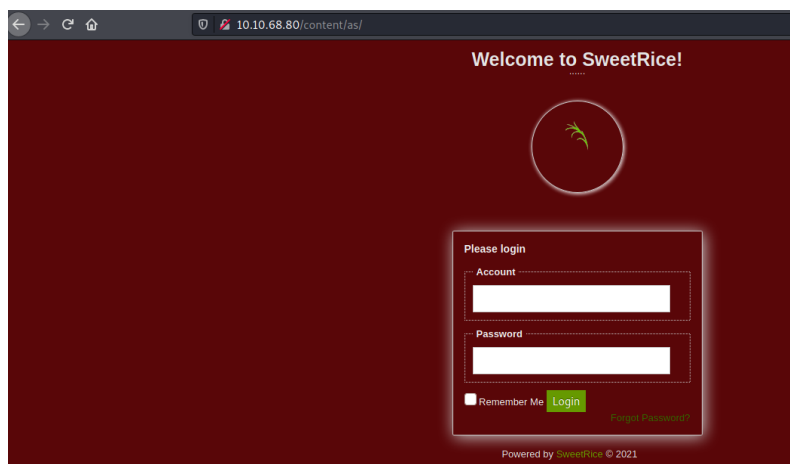 10.10.68.80/content/as/
Welcome to SweetRice!
Please login
Account
Password
Remember Me Login
Forgot Password?
Powered by SweetRice © 2021